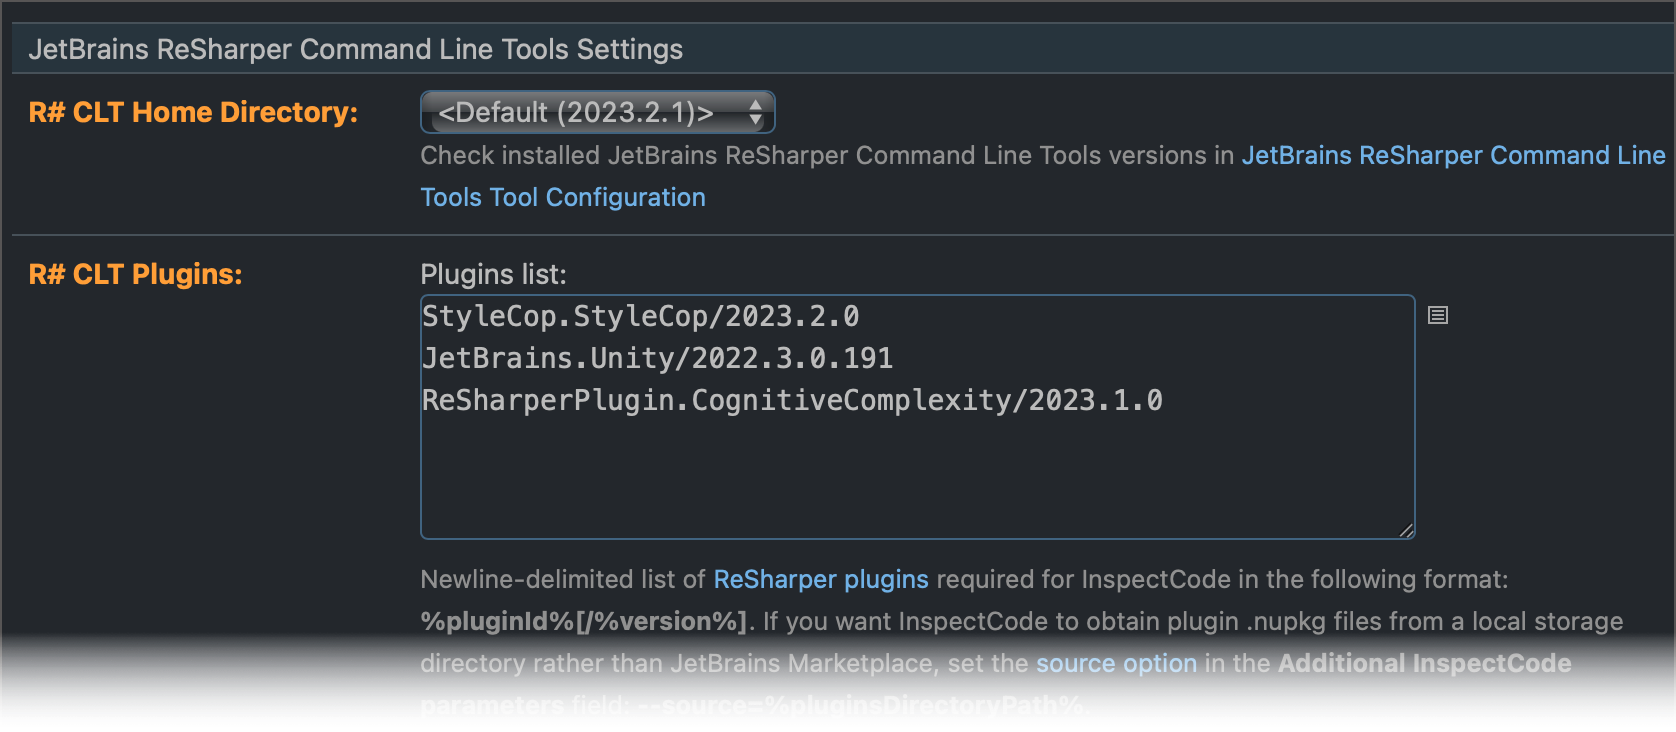 JetBrains ReSharper Command Line Tools Settings
R# CLT Home Directory:
<Default (2023.2.1)>
Check installed JetBrains ReSharper Command Line Tools versions in JetBrains ReSharper Command Line
Tools Tool Configuration
R# CLT Plugins:
Plugins list:
StyleCop.StyleCop/2023.2.0
JetBrains.Unity/2022.3.0.191
ReSharperPlugin.CognitiveComplexity/2023.1.0
Newline-delimited list of ReSharper plugins required for InspectCode in the following format:
%pluginId%[/%version%]. If you want InspectCode to obtain plugin .nupkg files from a local storage
directory rather than JetBrains Marketplace, set the source option in the Additional InspectCode
parameters field: --source=%pluginsDirectoryPath%.